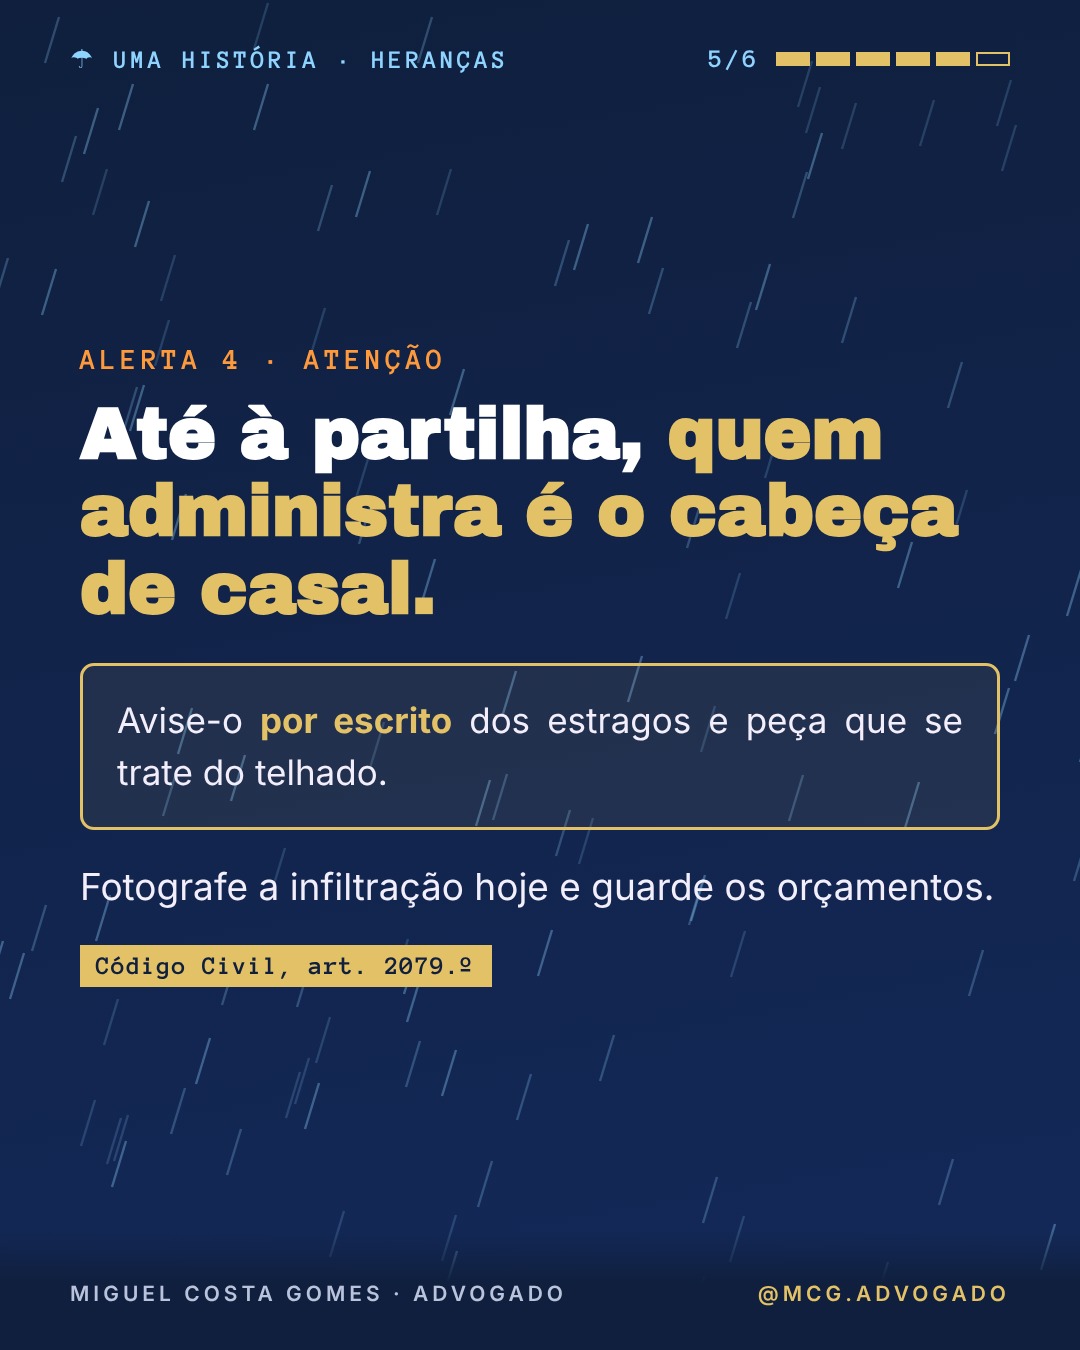 ☂ UMA HISTÓRIA · HERANÇAS
5/6
ALERTA 4 · ATENÇÃO
Até à partilha, quem
administra é o cabeça
de casal.
Avise-o por escrito dos estragos e peça que se
trate do telhado.
Fotografe a infiltração hoje e guarde os orçamentos.
Código Civil, art. 2079.º
MIGUEL COSTA GOMES · ADVOGADO
@MCG.ADVOGADO